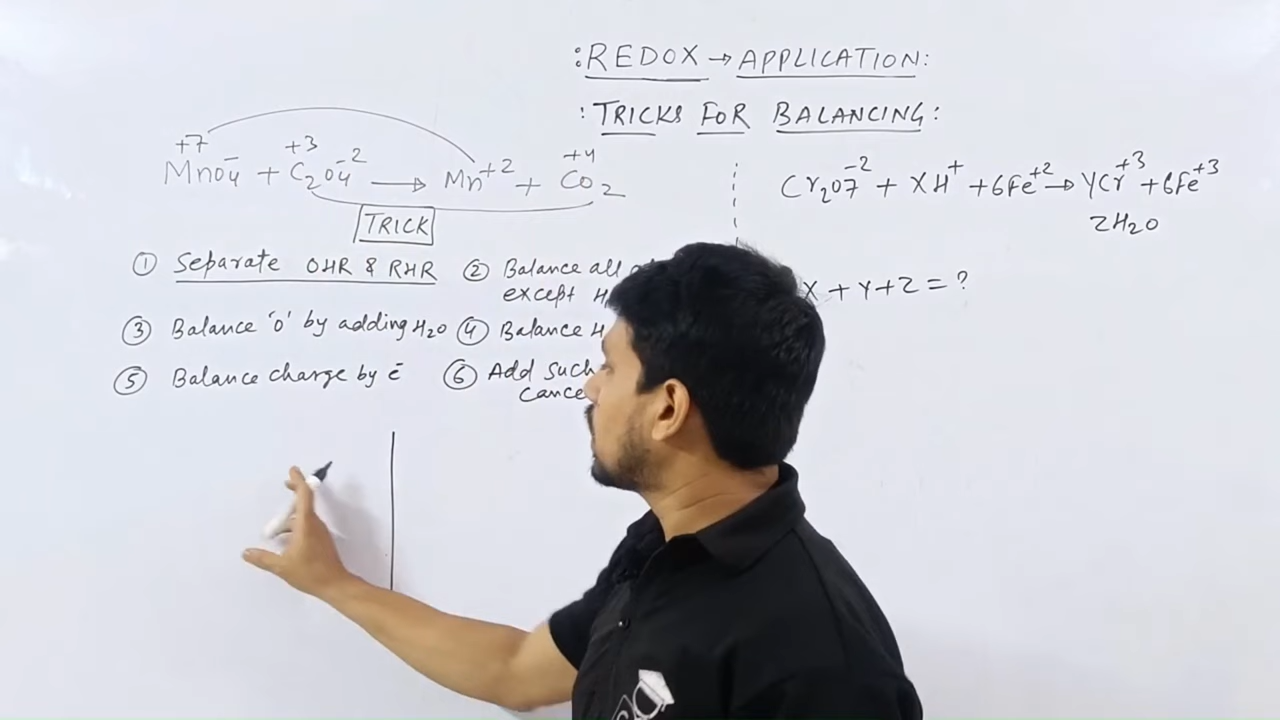 :REDOX → APPLICATION:
:TRICKS FOR BALANCING:
+7 +3 +4
MnO4⁻ + C2O4⁻² → Mn⁺² + CO2
TRICK
① Separate OHR & RHR
② Balance all
except H
③ Balance 'O' by adding H2O
④ Balance H
⑤ Balance charge by e⁻
⑥ Add such
Cr2O7⁻² + XH⁺ + 6Fe⁺² → YCr⁺³ + 6Fe⁺³
ZH2O
X + Y + Z = ?